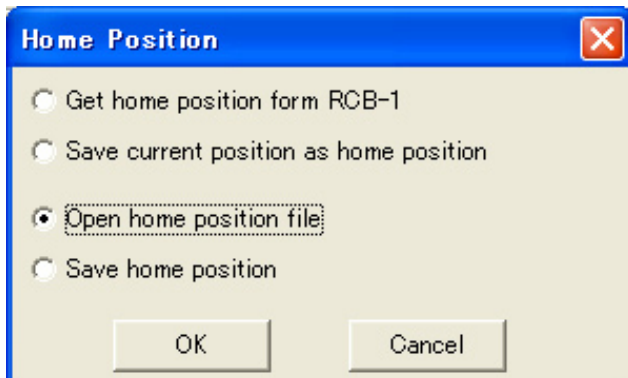 Home Position
Get home position form RCB-1
Save current position as home position
Open home position file
Save home position
OK Cancel